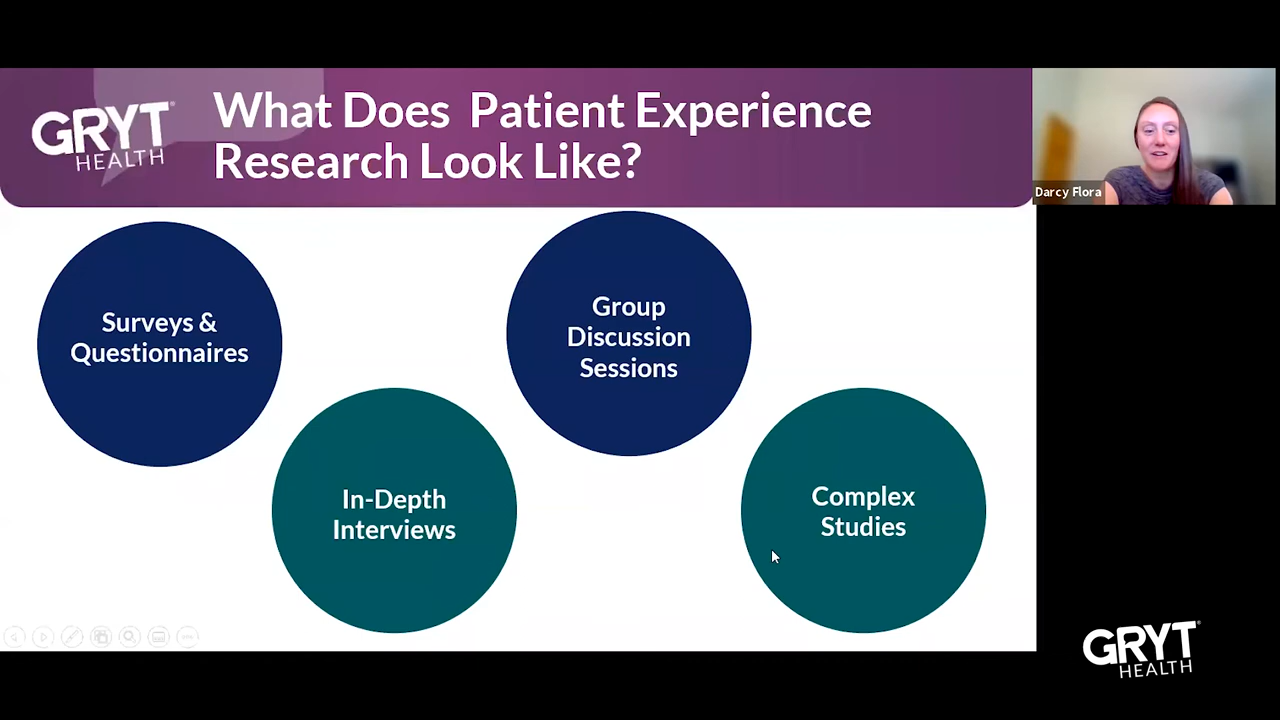 GRYT®
HEALTH
What Does Patient Experience
Research Look Like?
Darcy Flora
Surveys &
Questionnaires
In-Depth
Interviews
Group
Discussion
Sessions
Complex
Studies
GRYT®
HEALTH